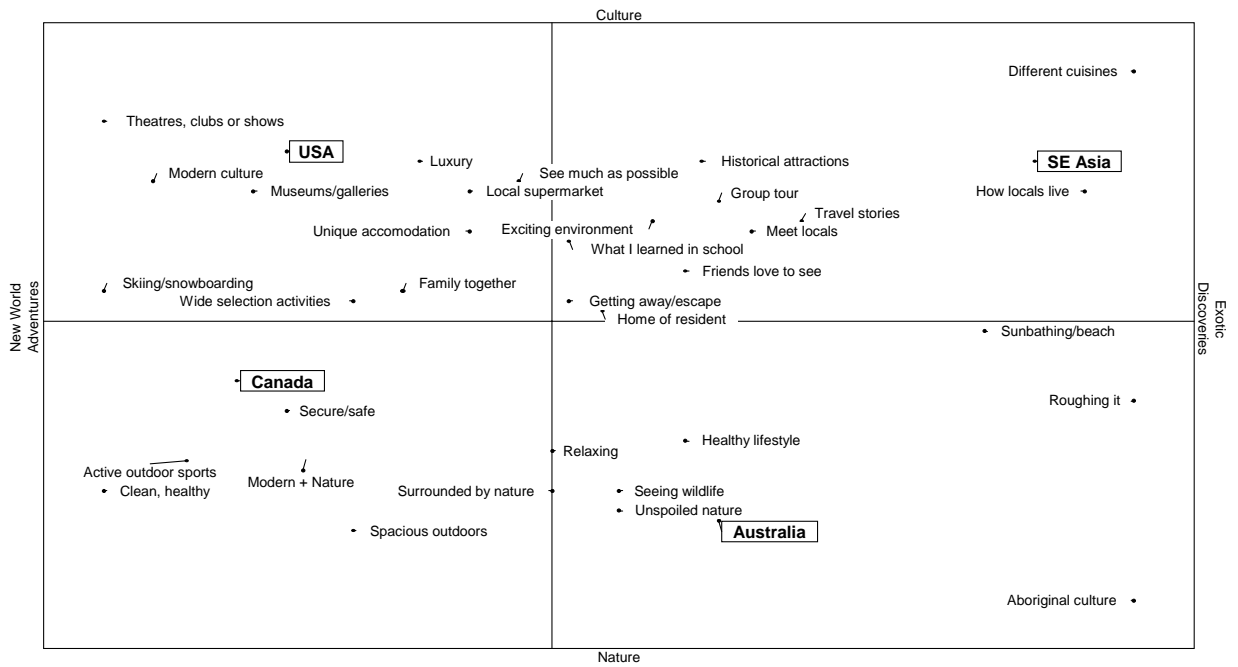 Culture
Different cuisines
Theatres, clubs or shows
USA
Luxury
Historical attractions
SE Asia
Modern culture
See much as possible
Museums/galleries
Local supermarket
Group tour
How locals live
Travel stories
Unique accomodation
Exciting environment
Meet locals
What I learned in school
Friends love to see
Skiing/snowboarding
Family together
Wide selection activities
Getting away/escape
Home of resident
New World
Adventures
Exotic
Discoveries
Sunbathing/beach
Canada
Roughing it
Secure/safe
Healthy lifestyle
Relaxing
Active outdoor sports
Modern + Nature
Clean, healthy
Surrounded by nature
Seeing wildlife
Unspoiled nature
Spacious outdoors
Australia
Aboriginal culture
Nature